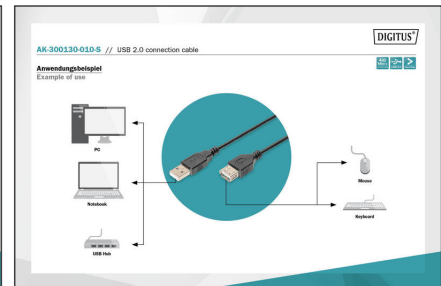 DIGITUS®
AK-300130-010-S // USB 2.0 connection cable
Anwendungsbeispiel
Example of use
PC
Notebook
USB Hub
Mouse
Keyboard